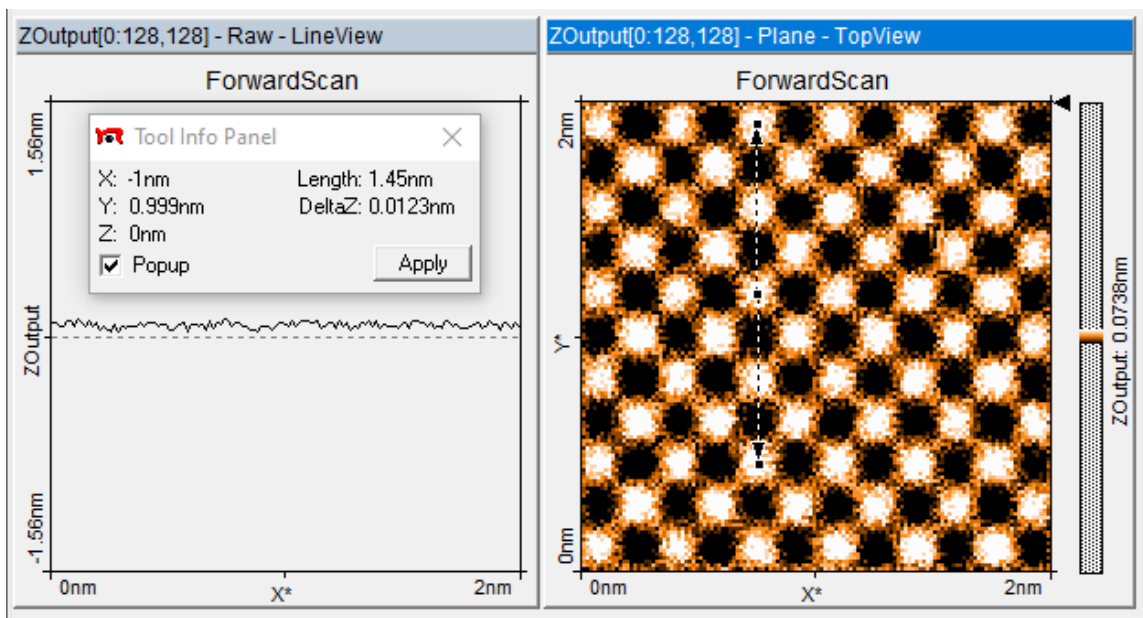 ZOutput[0:128,128] - Raw - LineView
ForwardScan
1.56nm
ZOutput
-1.56nm
Tool Info Panel
X: -1nm
Length: 1.45nm
Y: 0.999nm
DeltaZ: 0.0123nm
Z: 0nm
Popup
Apply
0nm
X*
2nm
ZOutput[0:128,128] - Plane - TopView
ForwardScan
2nm
Y*
0nm
0nm
X*
2nm
ZOutput: 0.0738nm